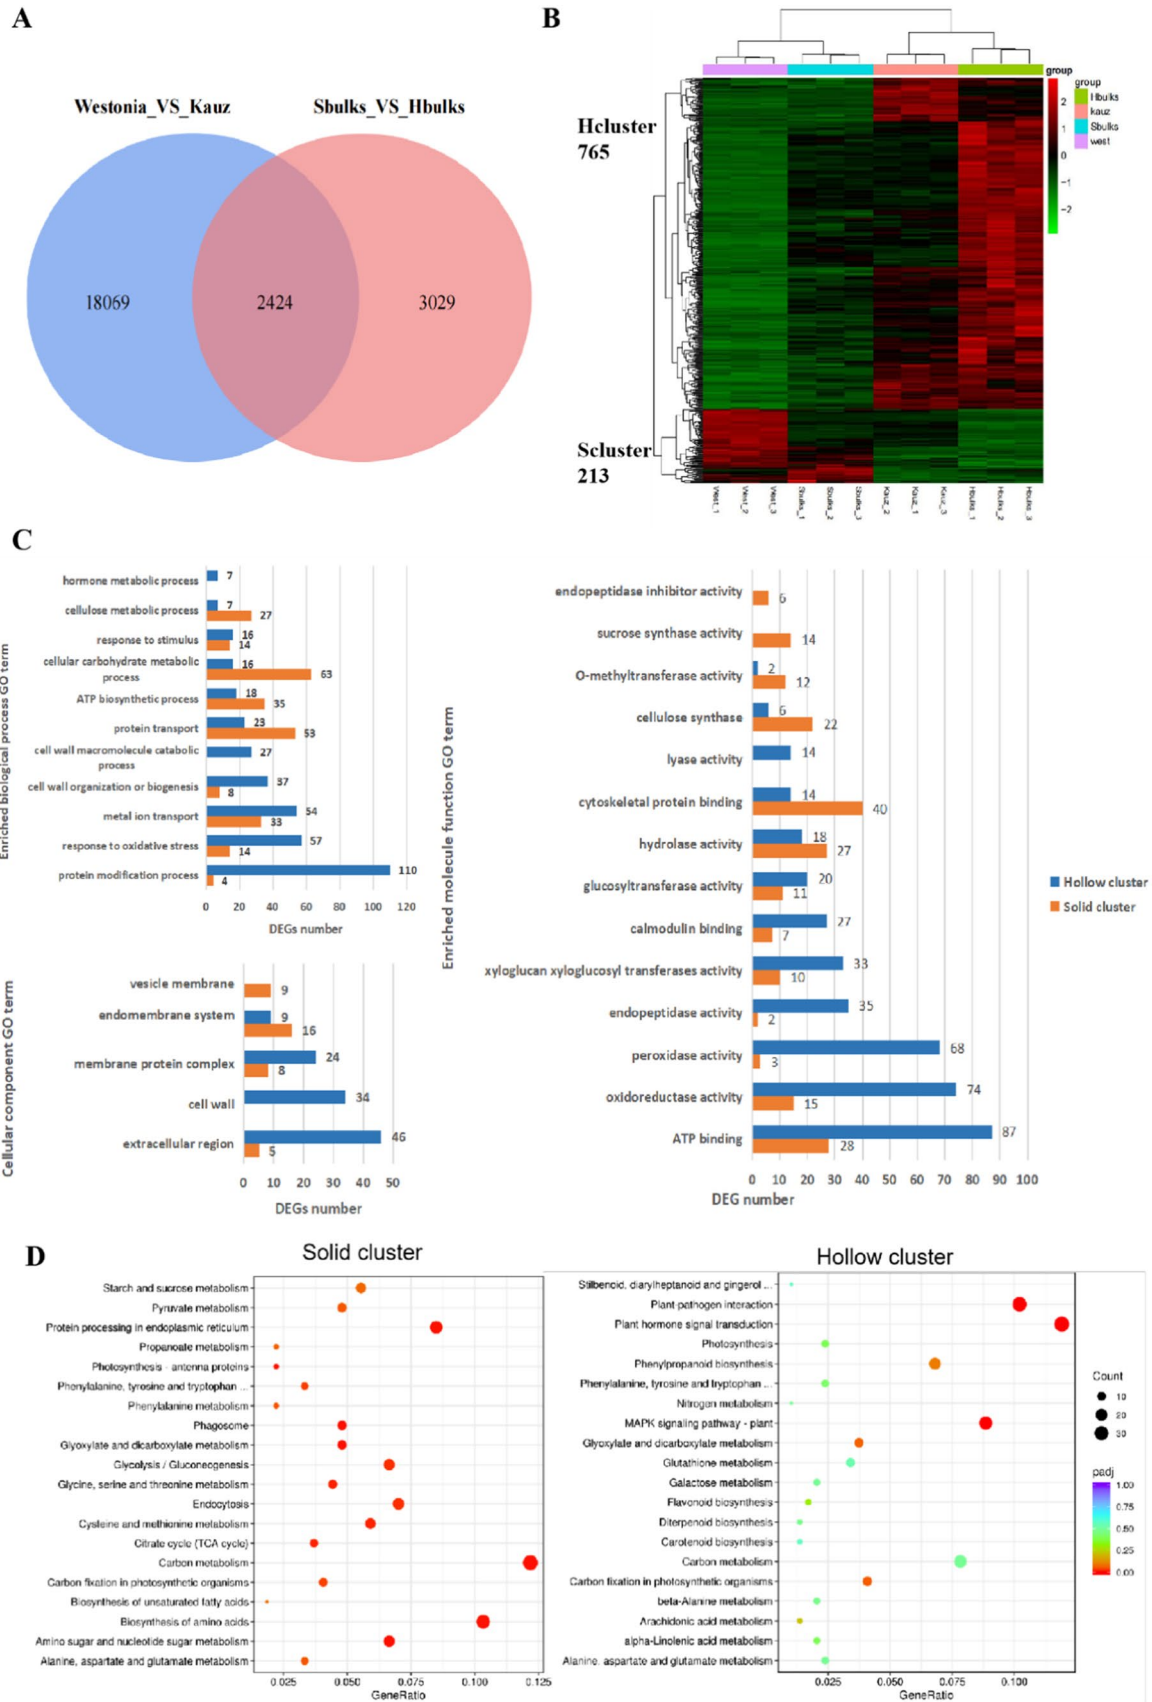 A
B
Westonia_VS_Kauz
Sbulks_VS_Hbulks
18069
2424
3029
Hcluster
765
Scluster
213
group
2
1
0
−1
−2
group
Hbulks
kauz
Sbulks
west
West_1
West_2
West_3
Sbulks_1
Sbulks_2
Sbulks_3
Kauz_2
Kauz_1
Kauz_3
Hbulks_1
Hbulks_2
Hbulks_3
C
Enriched biological process GO term
hormone metabolic process
7
cellulose metabolic process
7
27
response to stimulus
16
14
cellular carbohydrate metabolic
process
16
63
ATP biosynthetic process
18
35
protein transport
23
53
cell wall macromolecule catabolic
process
27
cell wall organization or biogenesis
37
8
metal ion transport
54
33
response to oxidative stress
57
14
protein modification process
110
4
0 20 40 60 80 100 120
DEGs number
Cellular component GO term
vesicle membrane
9
endomembrane system
9
16
membrane protein complex
24
8
cell wall
34
extracellular region
46
5
0 10 20 30 40 50
DEGs number
Enriched molecule function GO term
endopeptidase inhibitor activity
6
sucrose synthase activity
14
O-methyltransferase activity
2
12
cellulose synthase
6
22
lyase activity
14
cytoskeletal protein binding
14
40
hydrolase activity
18
27
glucosyltransferase activity
20
11
calmodulin binding
27
7
xyloglucan xyloglucosyl transferases activity
33
10
endopeptidase activity
35
2
peroxidase activity
68
3
oxidoreductase activity
74
15
ATP binding
87
28
0 10 20 30 40 50 60 70 80 90 100
DEG number
Hollow cluster
Solid cluster
D
Solid cluster
Starch and sucrose metabolism
Pyruvate metabolism
Protein processing in endoplasmic reticulum
Propanoate metabolism
Photosynthesis - antenna proteins
Phenylalanine, tyrosine and tryptophan ...
Phenylalanine metabolism
Phagosome
Glyoxylate and dicarboxylate metabolism
Glycolysis / Gluconeogenesis
Glycine, serine and threonine metabolism
Endocytosis
Cysteine and methionine metabolism
Citrate cycle (TCA cycle)
Carbon metabolism
Carbon fixation in photosynthetic organisms
Biosynthesis of unsaturated fatty acids
Biosynthesis of amino acids
Amino sugar and nucleotide sugar metabolism
Alanine, aspartate and glutamate metabolism
0.025 0.050 0.075 0.100 0.125
GeneRatio
Hollow cluster
Stilbenoid, diarylheptanoid and gingerol ...
Plant-pathogen interaction
Plant hormone signal transduction
Photosynthesis
Phenylpropanoid biosynthesis
Phenylalanine, tyrosine and tryptophan ...
Nitrogen metabolism
MAPK signaling pathway - plant
Glyoxylate and dicarboxylate metabolism
Glutathione metabolism
Galactose metabolism
Flavonoid biosynthesis
Diterpenoid biosynthesis
Carotenoid biosynthesis
Carbon metabolism
Carbon fixation in photosynthetic organisms
beta-Alanine metabolism
Arachidonic acid metabolism
alpha-Linolenic acid metabolism
Alanine, aspartate and glutamate metabolism
0.025 0.050 0.075 0.100
GeneRatio
Count
10
20
30
padj
1.00
0.75
0.50
0.25
0.00